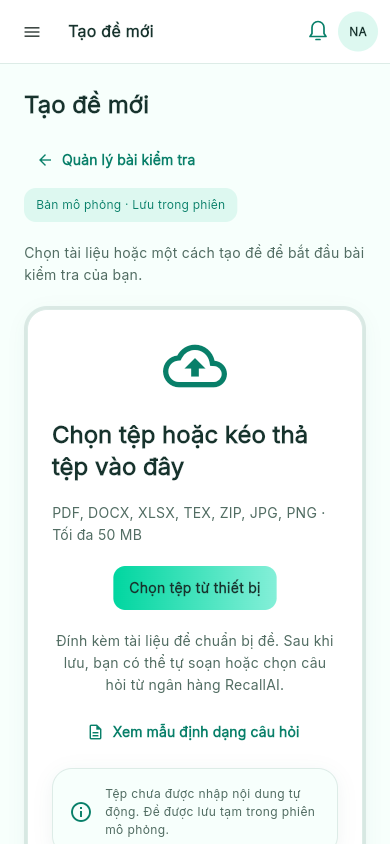 Tạo đề mới
NA
Tạo đề mới
Quản lý bài kiểm tra
Bản mô phỏng · Lưu trong phiên
Chọn tài liệu hoặc một cách tạo đề để bắt đầu bài
kiểm tra của bạn.
Chọn tệp hoặc kéo thả
tệp vào đây
PDF, DOCX, XLSX, TEX, ZIP, JPG, PNG ·
Tối đa 50 MB
Chọn tệp từ thiết bị
Đính kèm tài liệu để chuẩn bị đề. Sau khi
lưu, bạn có thể tự soạn hoặc chọn câu
hỏi từ ngân hàng RecallAI.
Xem mẫu định dạng câu hỏi
Tệp chưa được nhập nội dung tự
động. Đề được lưu tạm trong phiên
mô phỏng.